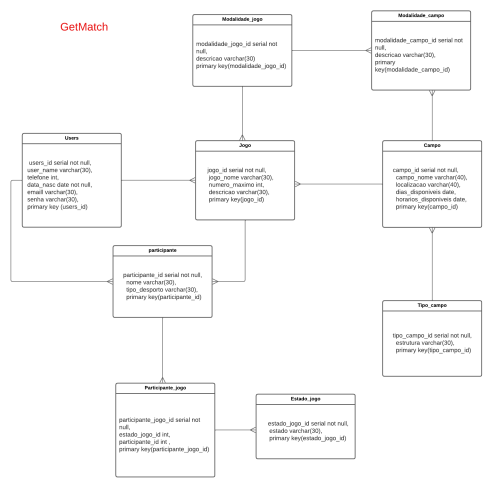 GetMatch
Modalidade_jogo
modalidade_jogo_id serial not
null,
descricao varchar(30)
primary key(modalidade_jogo_id)
Modalidade_campo
modalidade_campo_id serial not
null,
descricao varchar(30),
primary
key(modalidade_campo_id)
Users
users_id serial not null,
user_name varchar(30),
telefone int,
data_nasc date not null,
emaill varchar(30),
senha varchar(30),
primary key (users_id)
Jogo
jogo_id serial not null,
jogo_nome varchar(30),
numero_maximo int,
descricao varchar(30),
primary key(jogo_id)
Campo
campo_id serial not null,
campo_nome varchar(40),
localizacao varchar(40),
dias_disponiveis date,
horarios_disponiveis date,
primary key(campo_id)
participante
participante_id serial not null,
nome varchar(30),
tipo_desporto varchar(30),
primary key(participante_id)
Tipo_campo
tipo_campo_id serial not null,
estrutura varchar(30),
primary key(tipo_campo_id)
Participante_jogo
participante_jogo_id serial not
null,
estado_jogo_id int,
participante_id int ,
primary key(participante_jogo_id)
Estado_jogo
estado_jogo_id serial not null,
estado varchar(30),
primary key(estado_jogo_id)